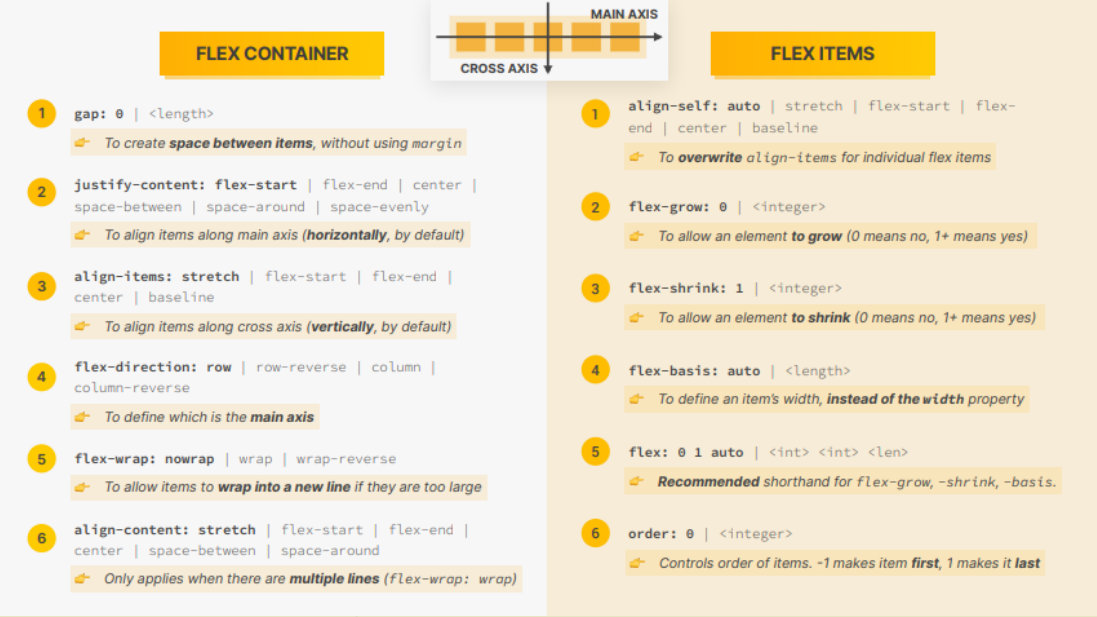 MAIN AXIS
CROSS AXIS
FLEX CONTAINER
1
gap: 0 | <length>
To create space between items, without using margin
2
justify-content: flex-start | flex-end | center |
space-between | space-around | space-evenly
To align items along main axis (horizontally, by default)
3
align-items: stretch | flex-start | flex-end |
center | baseline
To align items along cross axis (vertically, by default)
4
flex-direction: row | row-reverse | column |
column-reverse
To define which is the main axis
5
flex-wrap: nowrap | wrap | wrap-reverse
To allow items to wrap into a new line if they are too large
6
align-content: stretch | flex-start | flex-end |
center | space-between | space-around
Only applies when there are multiple lines (flex-wrap: wrap)
FLEX ITEMS
1
align-self: auto | stretch | flex-start | flex-
end | center | baseline
To overwrite align-items for individual flex items
2
flex-grow: 0 | <integer>
To allow an element to grow (0 means no, 1+ means yes)
3
flex-shrink: 1 | <integer>
To allow an element to shrink (0 means no, 1+ means yes)
4
flex-basis: auto | <length>
To define an item's width, instead of the width property
5
flex: 0 1 auto | <int> <int> <len>
Recommended shorthand for flex-grow, -shrink, -basis.
6
order: 0 | <integer>
Controls order of items. -1 makes item first, 1 makes it last